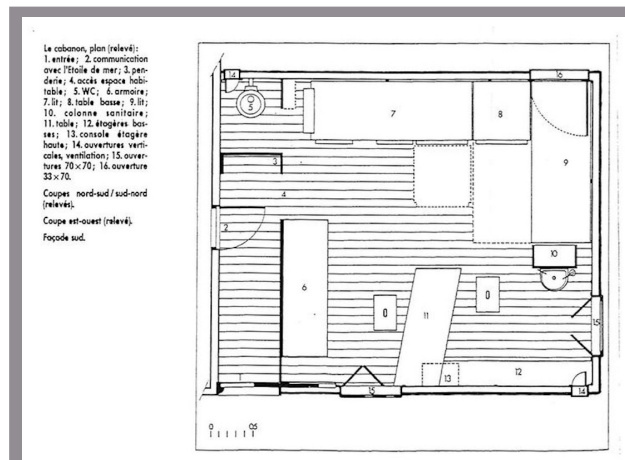 Le cabanon, plan (relevé):
1. entrée; 2. communication
avec l'Etoile de mer; 3. pen-
derie; 4. accès espace habi-
table; 5. WC; 6. armoire;
7. lit; 8. table basse; 9. lit;
10. colonne sanitaire;
11. table; 12. étagères bas-
ses; 13. console étagère
haute; 14. ouvertures verti-
cales, ventilation; 15. ouver-
tures 70×70; 16. ouverture
33×70.
Coupes nord-sud/sud-nord
(relevés).
Coupe est-ouest (relevé).
Façade sud.
14
16
5
7
8
3
9
4
2
10
6
11
15
1
13
12
15
14
0 05